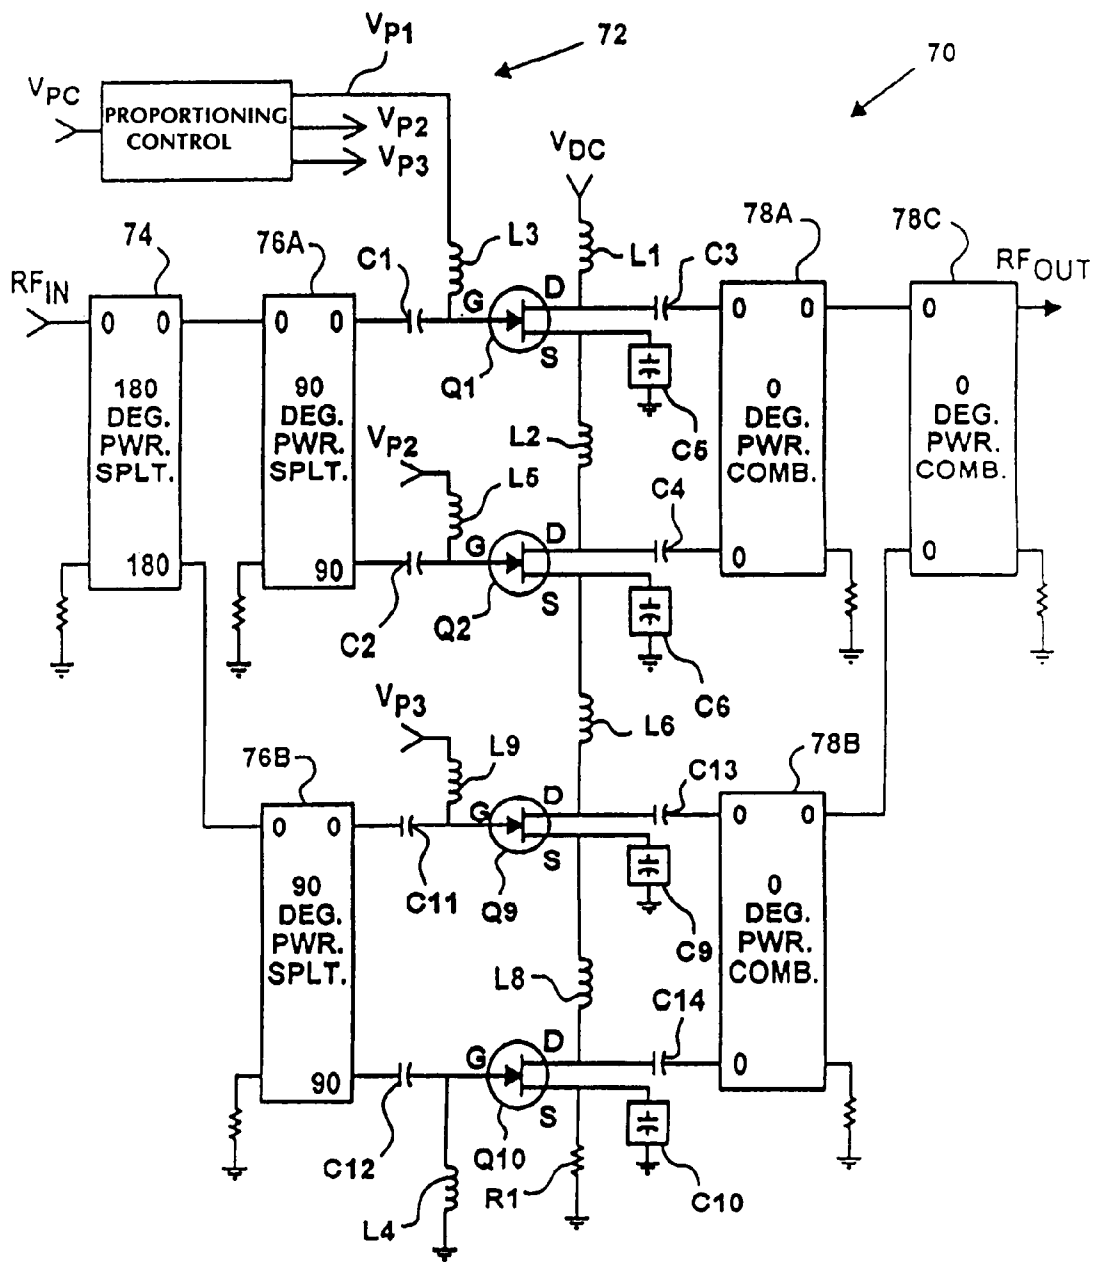 V_P1
72
70
V_PC
PROPORTIONING
CONTROL
V_P2
V_P3
V_DC
74
76A
C1
L3
L1
C3
78A
78C
RF_IN
RF_OUT
G
D
S
Q1
0 0
180
DEG.
PWR.
SPLT.
180
0 0
90
DEG.
PWR.
SPLT.
90
C5
0 0
0
DEG.
PWR.
COMB.
0
0
0
DEG.
PWR.
COMB.
0
V_P2
L5
L2
C4
G
D
S
Q2
C2
C6
V_P3
L9
L6
C13
78B
76B
G
D
S
C11
Q9
C9
0 0
90
DEG.
PWR.
SPLT.
90
0 0
0
DEG.
PWR.
COMB.
0
L8
C14
G
D
S
C12
Q10
R1
C10
L4